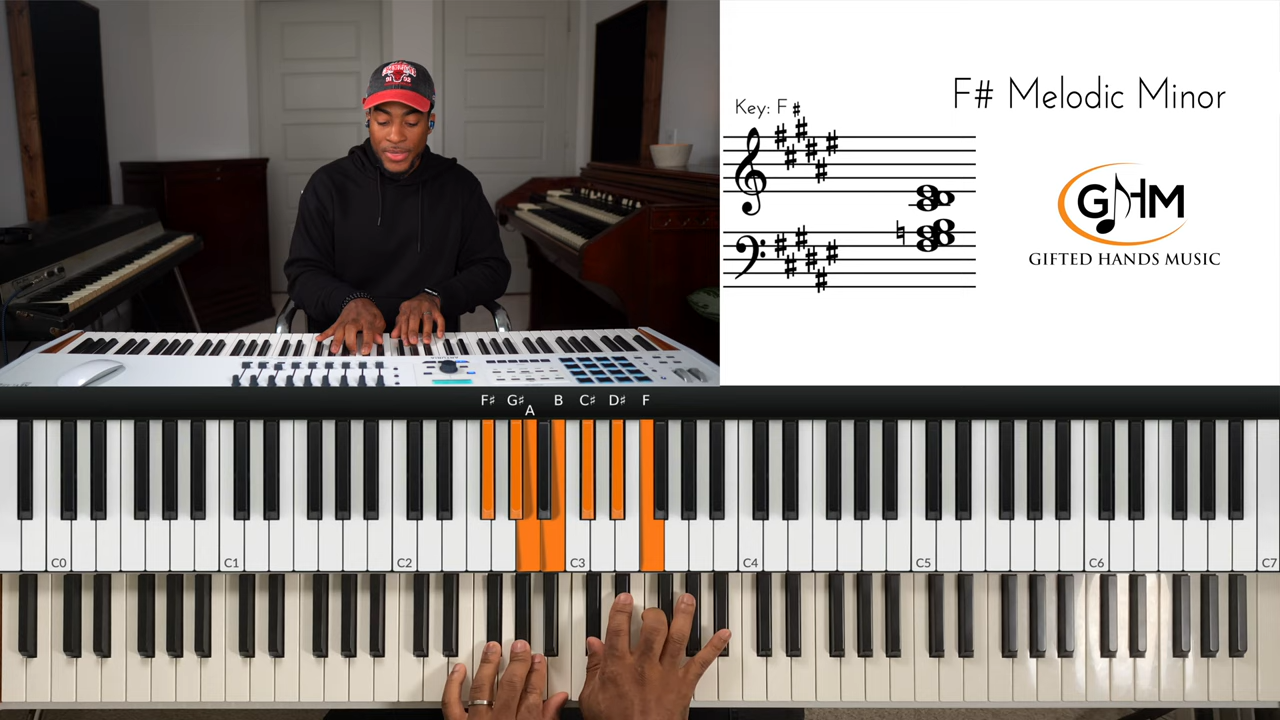 F# Melodic Minor
Key: F♯
GHM
GIFTED HANDS MUSIC
F♯ G♯ A B C♯ D♯ F
C0 C1 C2 C3 C4 C5 C6 C7